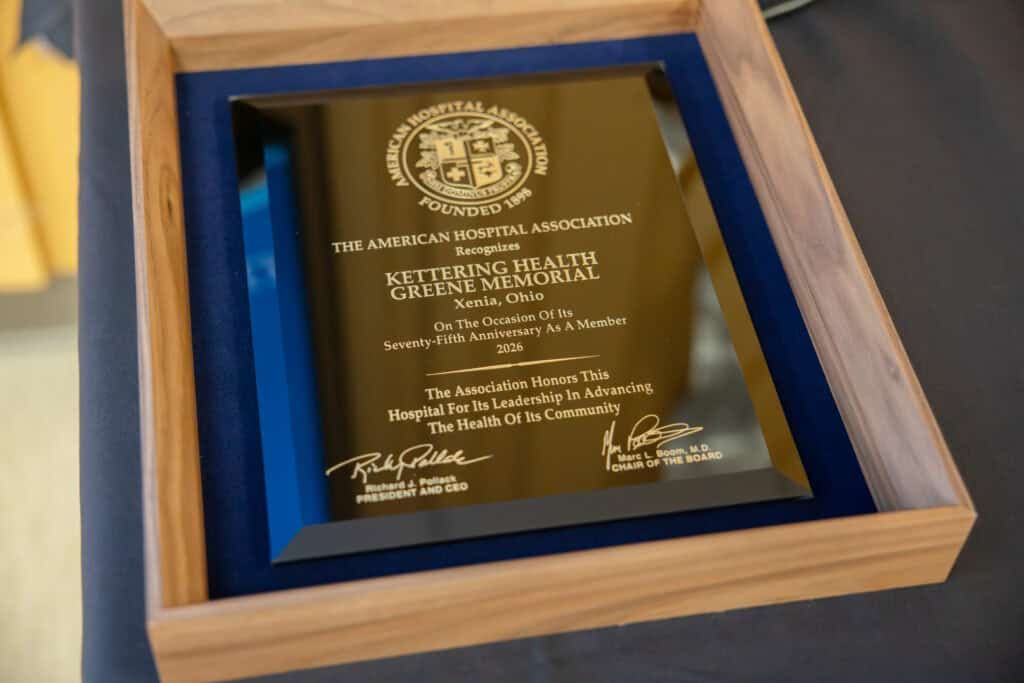 AMERICAN HOSPITAL ASSOCIATION
FOUNDED 1898
THE AMERICAN HOSPITAL ASSOCIATION
Recognizes
KETTERING HEALTH
GREENE MEMORIAL
Xenia, Ohio
On The Occasion Of Its
Seventy-Fifth Anniversary As A Member
2026
The Association Honors This
Hospital For Its Leadership In Advancing
The Health Of Its Community
Richard J. Pollack
PRESIDENT AND CEO
Marc L. Boom, M.D.
CHAIR OF THE BOARD